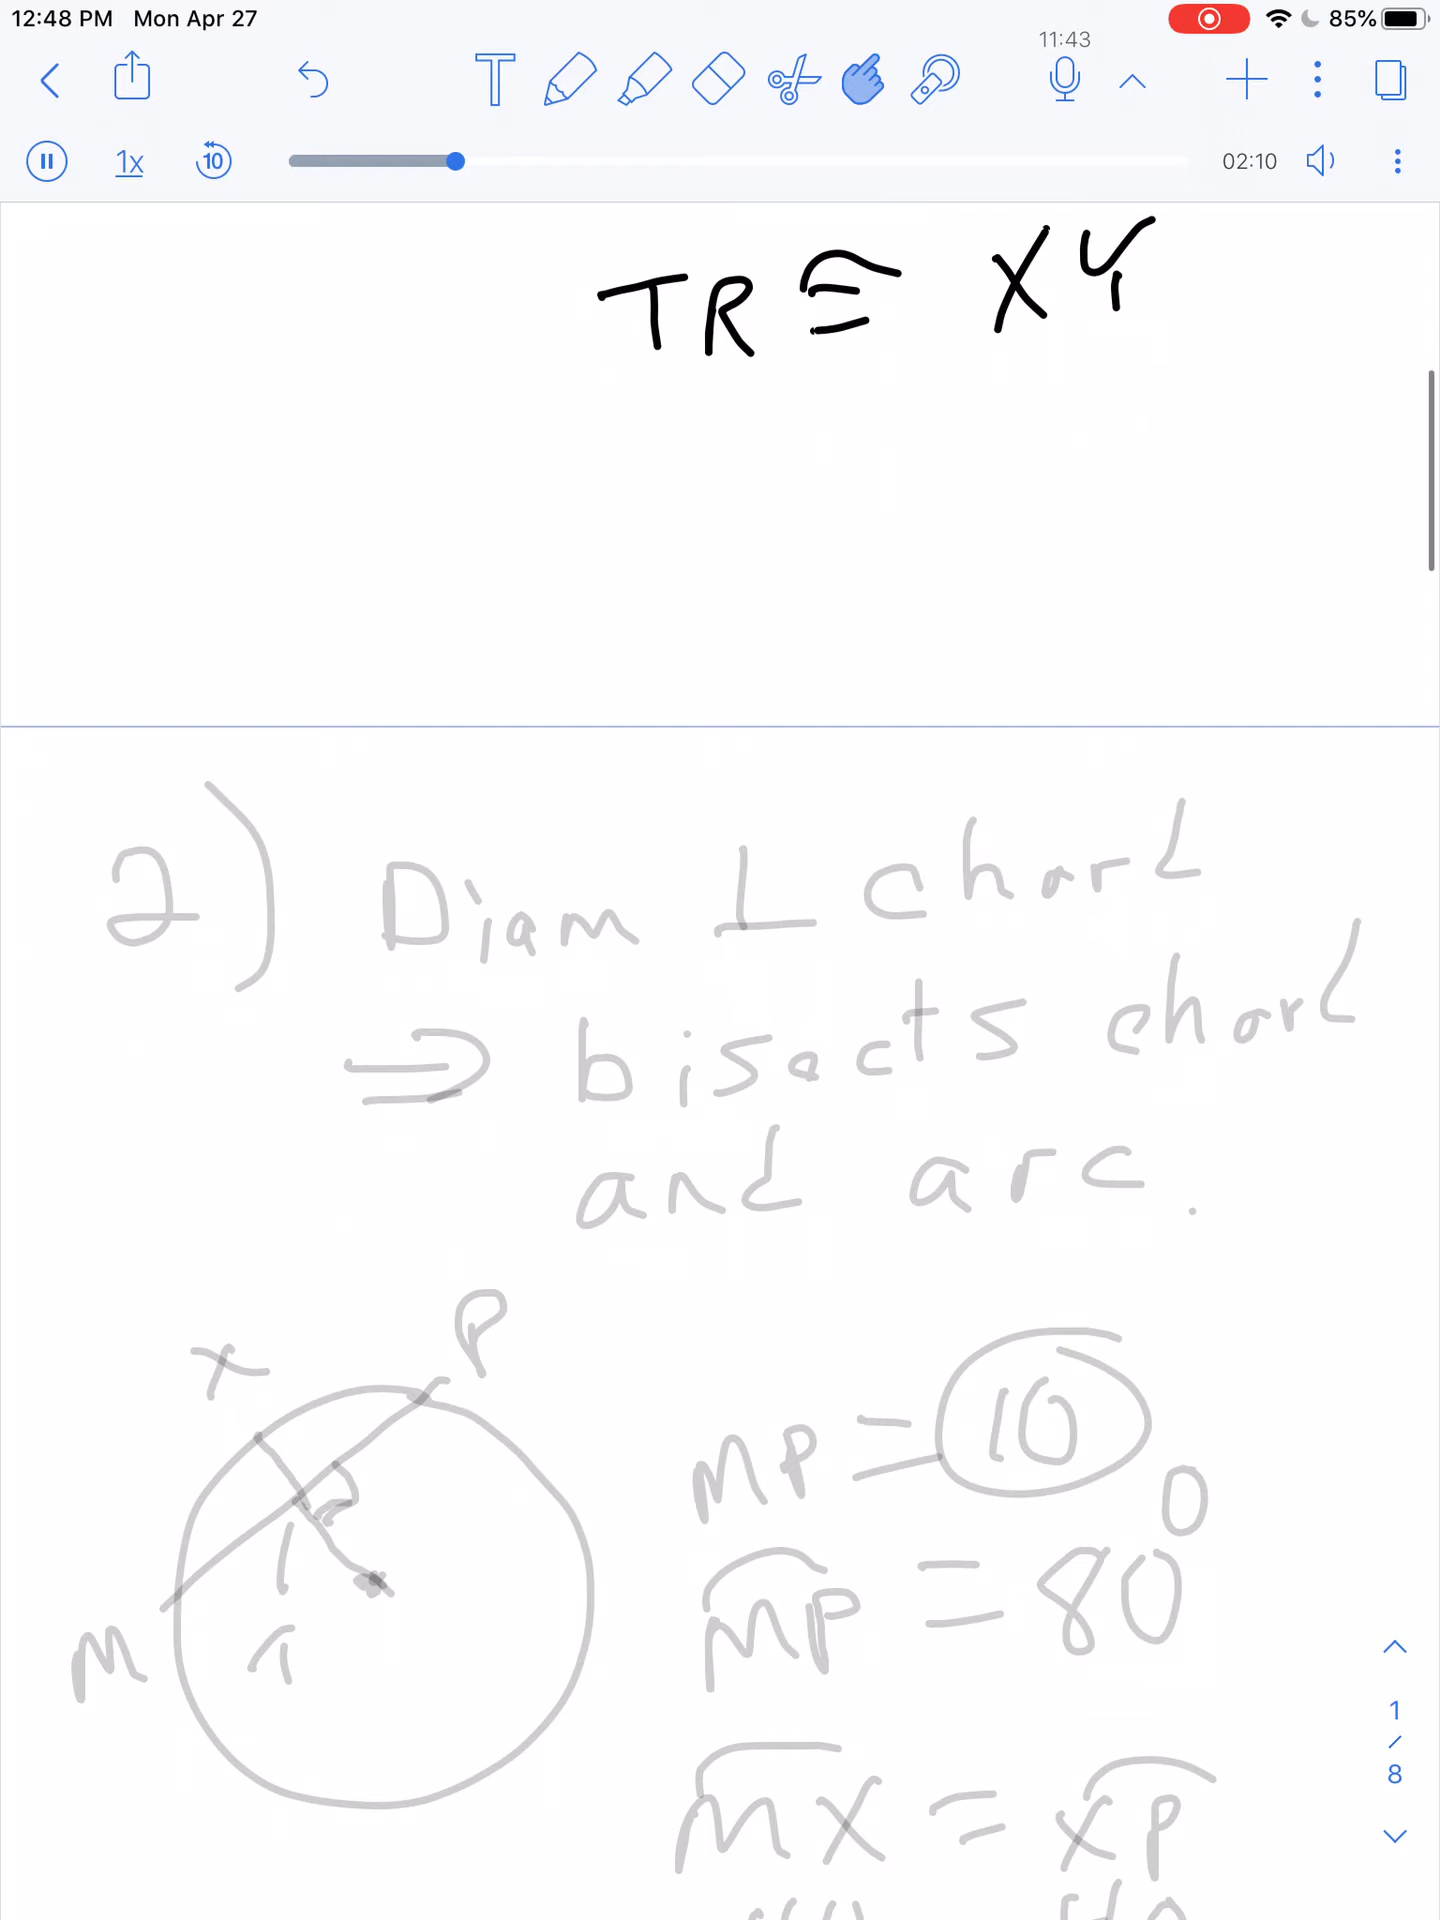 12:48 PM Mon Apr 27 85%
11:43
T
1x 10 02:10
TR ≅ XY
2) Diam ⊥ chord
⇒ bisects chord
and arc.
X P
MP = 10
MP = 80°
M
MX = XP
1
/
8